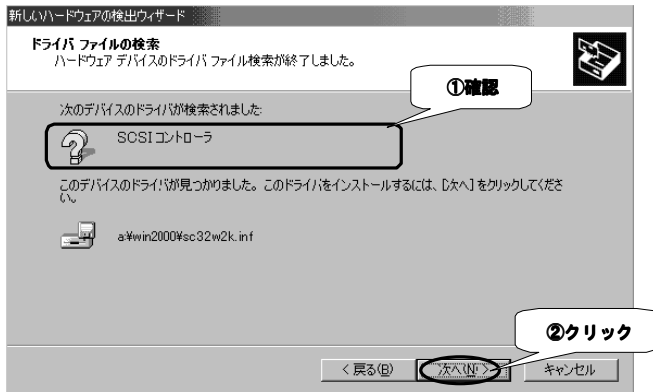 新しいハードウェアの検出ウィザード
ドライバ ファイルの検索
ハードウェア デバイスのドライバ ファイル検索が終了しました。
①確認
次のデバイスのドライバが検索されました:
SCSI コントローラ
このデバイスのドライバが見つかりました。このドライバをインストールするには、[次へ] をクリックしてくださ
い。
a:¥win2000¥sc32w2k.inf
②クリック
< 戻る(B)
次へ(N) >
キャンセル